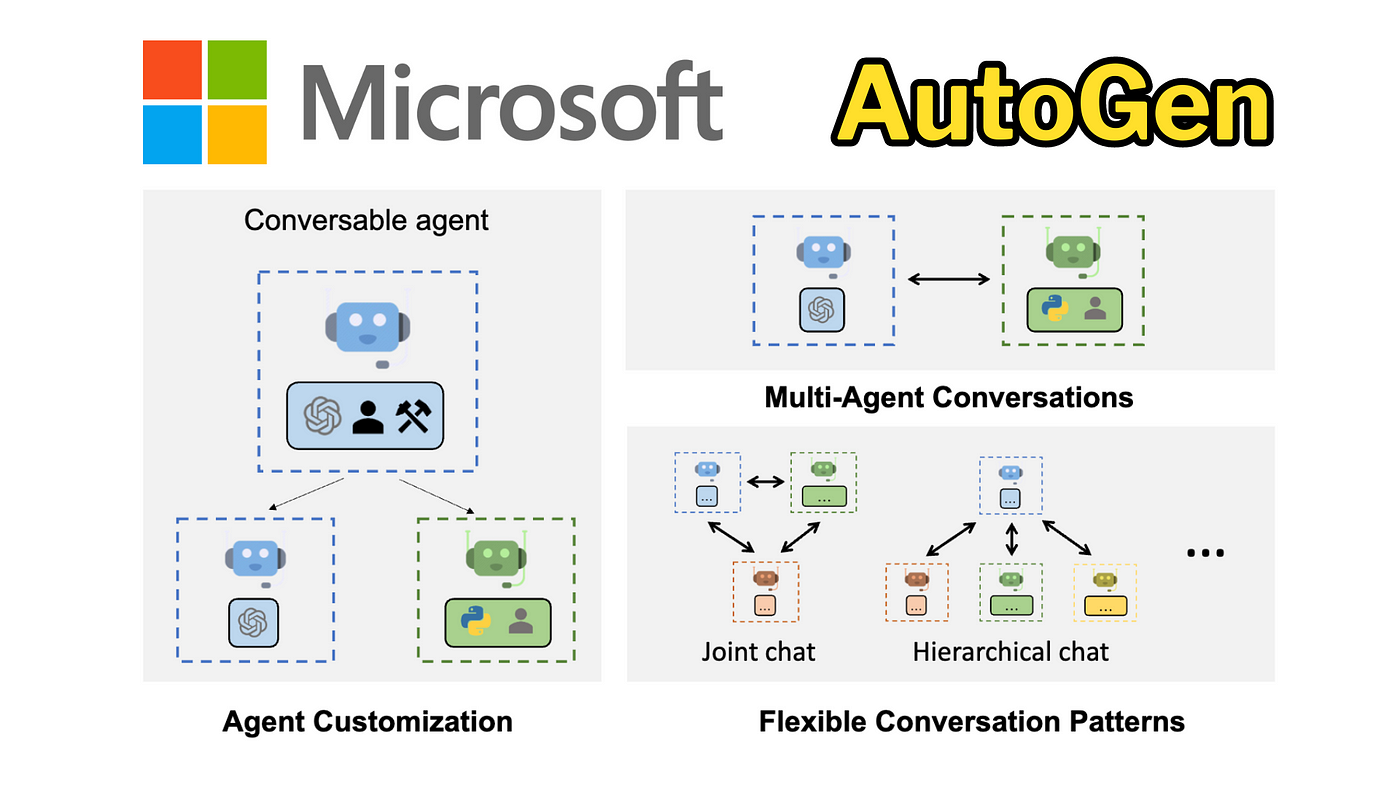 Microsoft
AutoGen
Conversable agent
Agent Customization
Multi-Agent Conversations
...
...
...
...
...
...
...
...
Joint chat
Hierarchical chat
Flexible Conversation Patterns